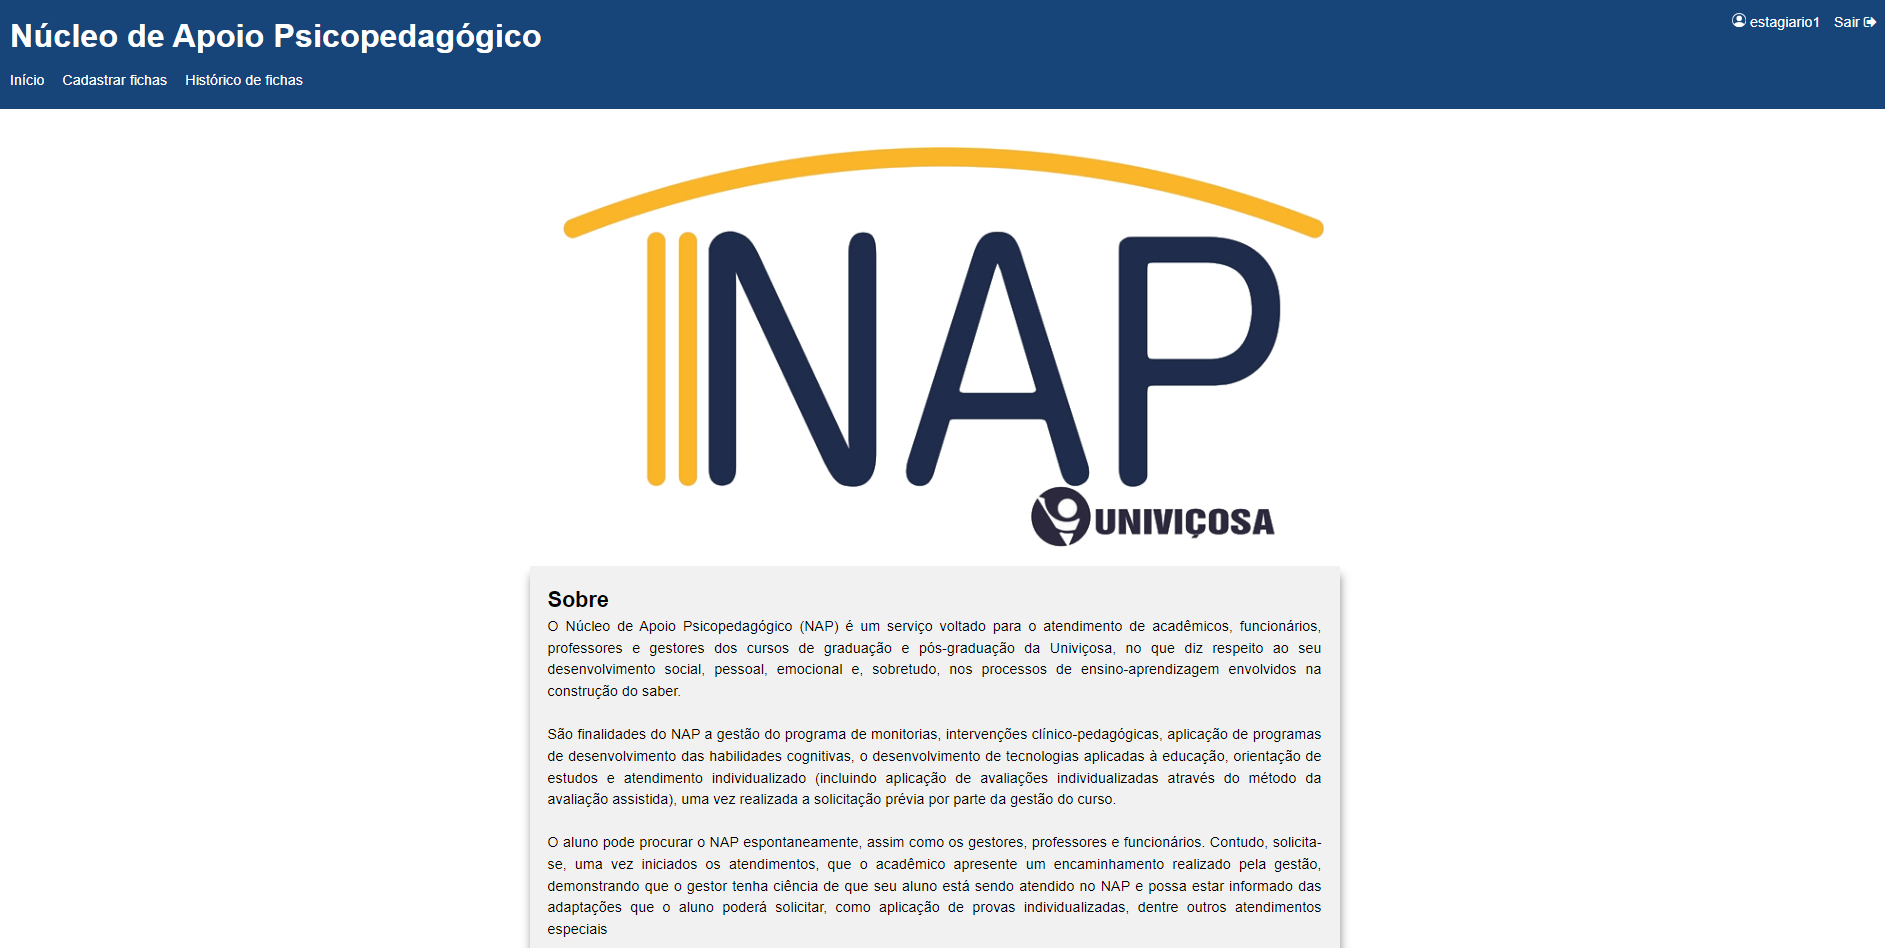 Núcleo de Apoio Psicopedagógico
estagiario1 Sair
Início Cadastrar fichas Histórico de fichas
NAP
UNIVIÇOSA
Sobre
O Núcleo de Apoio Psicopedagógico (NAP) é um serviço voltado para o atendimento de acadêmicos, funcionários,
professores e gestores dos cursos de graduação e pós-graduação da Univiçosa, no que diz respeito ao seu
desenvolvimento social, pessoal, emocional e, sobretudo, nos processos de ensino-aprendizagem envolvidos na
construção do saber.
São finalidades do NAP a gestão do programa de monitorias, intervenções clínico-pedagógicas, aplicação de programas
de desenvolvimento das habilidades cognitivas, o desenvolvimento de tecnologias aplicadas à educação, orientação de
estudos e atendimento individualizado (incluindo aplicação de avaliações individualizadas através do método da
avaliação assistida), uma vez realizada a solicitação prévia por parte da gestão do curso.
O aluno pode procurar o NAP espontaneamente, assim como os gestores, professores e funcionários. Contudo, solicita-
se, uma vez iniciados os atendimentos, que o acadêmico apresente um encaminhamento realizado pela gestão,
demonstrando que o gestor tenha ciência de que seu aluno está sendo atendido no NAP e possa estar informado das
adaptações que o aluno poderá solicitar, como aplicação de provas individualizadas, dentre outros atendimentos
especiais